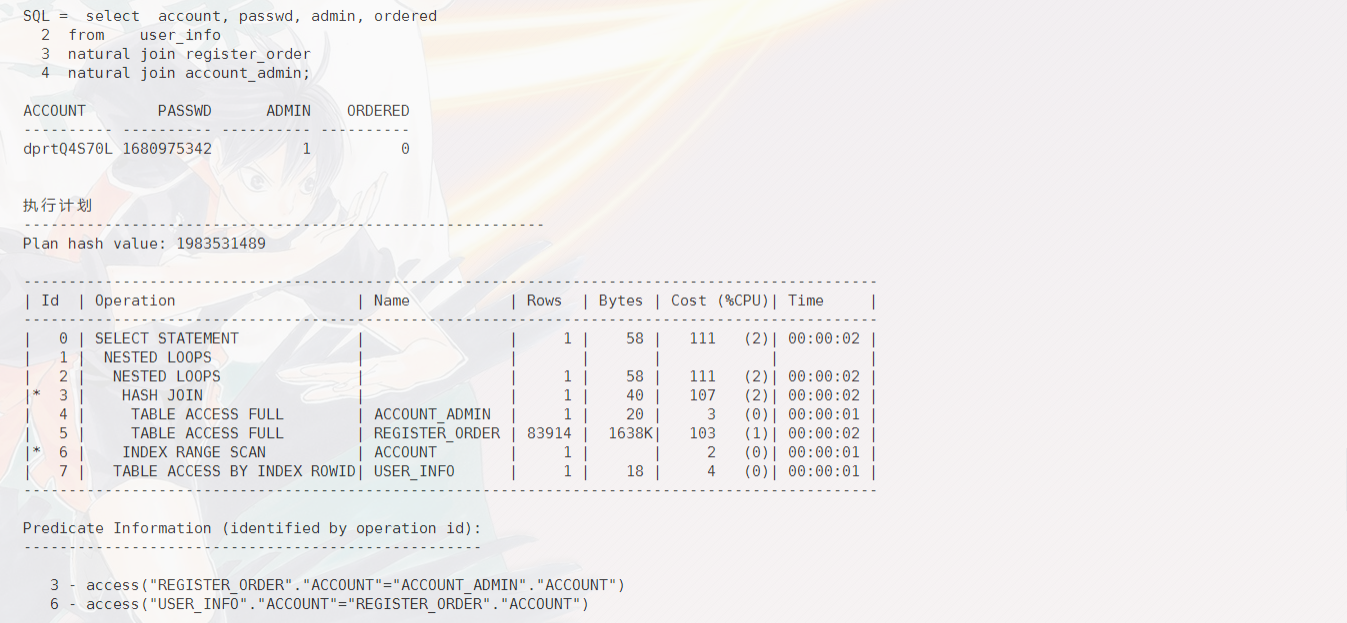 SQL =  select  account, passwd, admin, ordered
  2  from    user_info
  3  natural join register_order
  4  natural join account_admin;
ACCOUNT        PASSWD      ADMIN    ORDERED
---------- ---------- ---------- ----------
dprtQ4S70L 1680975342          1          0
执行计划
----------------------------------------------------------
Plan hash value: 1983531489
-----------------------------------------------------------------------------------------------
| Id  | Operation                    | Name           | Rows  | Bytes | Cost (%CPU)| Time     |
-----------------------------------------------------------------------------------------------
|   0 | SELECT STATEMENT             |                |     1 |    58 |   111   (2)| 00:00:02 |
|   1 |  NESTED LOOPS                |                |       |       |            |          |
|   2 |   NESTED LOOPS               |                |     1 |    58 |   111   (2)| 00:00:02 |
|*  3 |    HASH JOIN                 |                |     1 |    40 |   107   (2)| 00:00:02 |
|   4 |     TABLE ACCESS FULL        | ACCOUNT_ADMIN  |     1 |    20 |     3   (0)| 00:00:01 |
|   5 |     TABLE ACCESS FULL        | REGISTER_ORDER | 83914 |  1638K|   103   (1)| 00:00:02 |
|*  6 |    INDEX RANGE SCAN          | ACCOUNT        |     1 |       |     2   (0)| 00:00:01 |
|   7 |   TABLE ACCESS BY INDEX ROWID| USER_INFO      |     1 |    18 |     4   (0)| 00:00:01 |
-----------------------------------------------------------------------------------------------
Predicate Information (identified by operation id):
---------------------------------------------------
   3 - access("REGISTER_ORDER"."ACCOUNT"="ACCOUNT_ADMIN"."ACCOUNT")
   6 - access("USER_INFO"."ACCOUNT"="REGISTER_ORDER"."ACCOUNT")